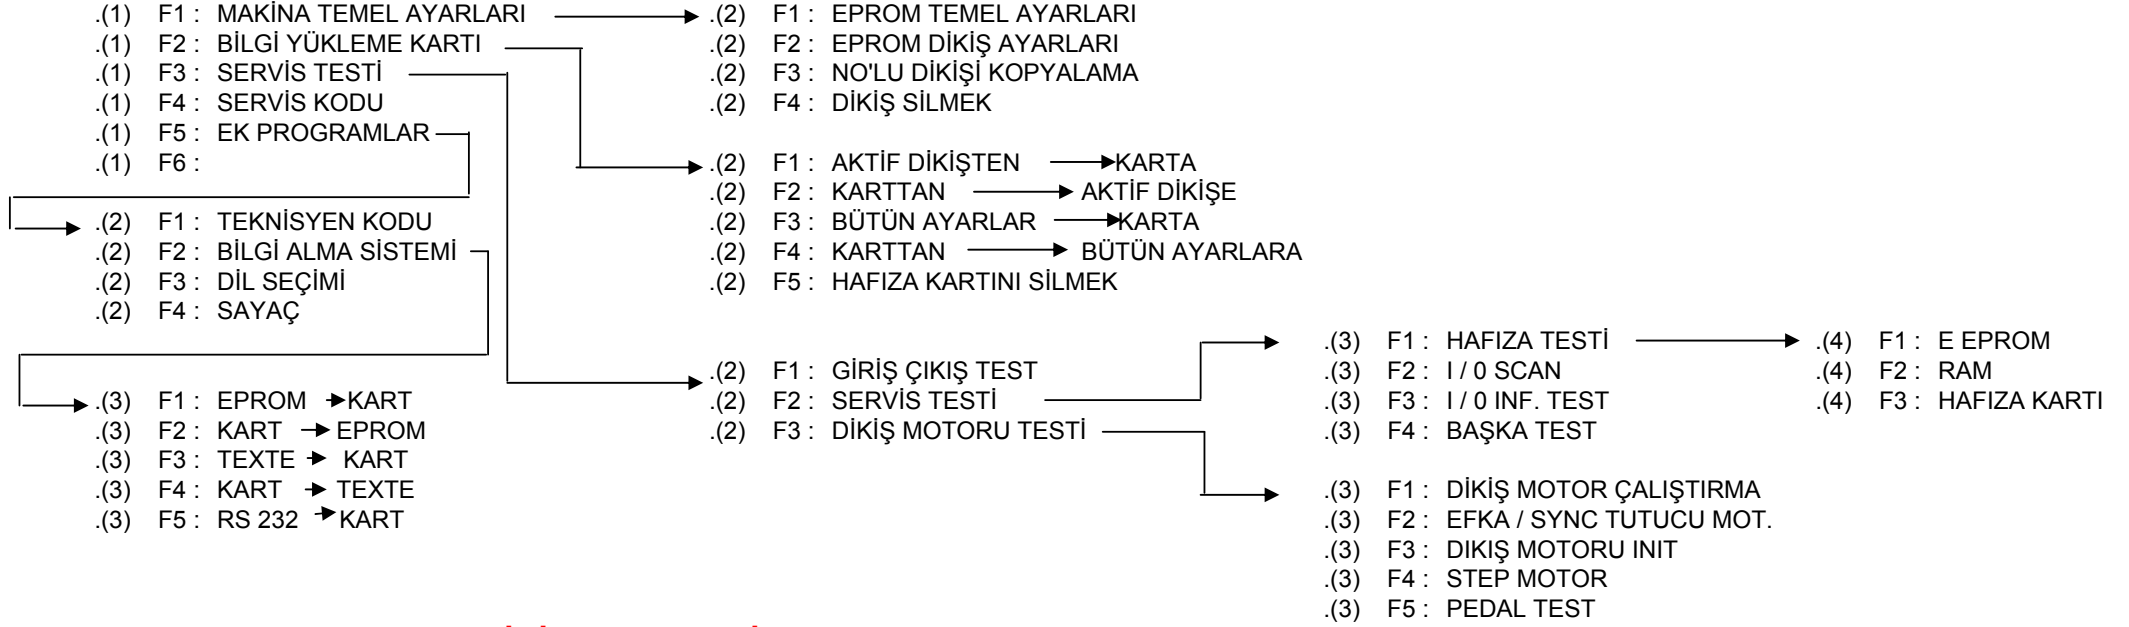 .(1) F1 : MAKİNA TEMEL AYARLARI
.(1) F2 : BİLGİ YÜKLEME KARTI
.(1) F3 : SERVİS TESTİ
.(1) F4 : SERVİS KODU
.(1) F5 : EK PROGRAMLAR
.(1) F6 :
.(2) F1 : EPROM TEMEL AYARLARI
.(2) F2 : EPROM DİKİŞ AYARLARI
.(2) F3 : NO'LU DİKİŞİ KOPYALAMA
.(2) F4 : DİKİŞ SİLMEK
.(2) F1 : AKTİF DİKİŞTEN → KARTA
.(2) F2 : KARTTAN → AKTİF DİKİŞE
.(2) F3 : BÜTÜN AYARLAR → KARTA
.(2) F4 : KARTTAN → BÜTÜN AYARLARA
.(2) F5 : HAFIZA KARTINI SİLMEK
.(2) F1 : TEKNİSYEN KODU
.(2) F2 : BİLGİ ALMA SİSTEMİ
.(2) F3 : DİL SEÇİMİ
.(2) F4 : SAYAÇ
.(3) F1 : EPROM → KART
.(3) F2 : KART → EPROM
.(3) F3 : TEXTE → KART
.(3) F4 : KART → TEXTE
.(3) F5 : RS 232 → KART
.(2) F1 : GİRİŞ ÇIKIŞ TEST
.(2) F2 : SERVİS TESTİ
.(2) F3 : DİKİŞ MOTORU TESTİ
.(3) F1 : HAFIZA TESTİ
.(3) F2 : I / 0 SCAN
.(3) F3 : I / 0 INF. TEST
.(3) F4 : BAŞKA TEST
.(4) F1 : E EPROM
.(4) F2 : RAM
.(4) F3 : HAFIZA KARTI
.(3) F1 : DİKİŞ MOTOR ÇALIŞTIRMA
.(3) F2 : EFKA / SYNC TUTUCU MOT.
.(3) F3 : DIKIŞ MOTORU INIT
.(3) F4 : STEP MOTOR
.(3) F5 : PEDAL TEST